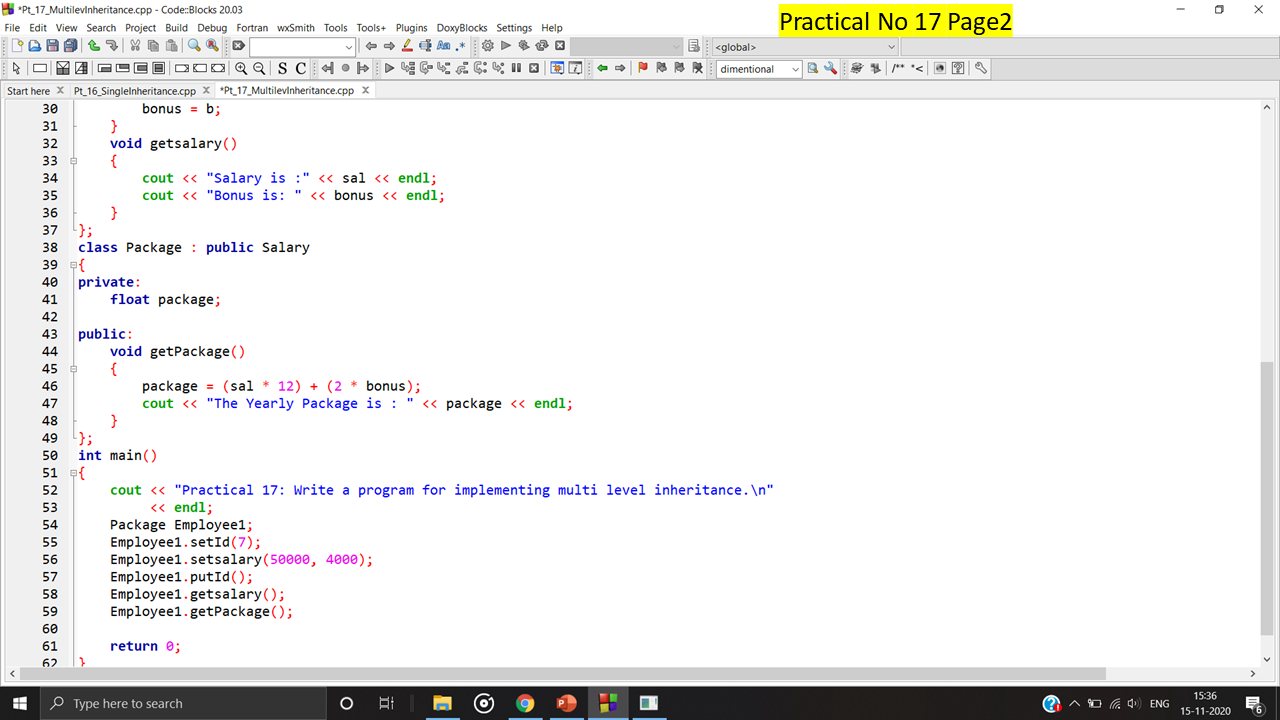 *Pt_17_MultilevInheritance.cpp - Code::Blocks 20.03
Practical No 17 Page2
File Edit View Search Project Build Debug Fortran wxSmith Tools Tools+ Plugins DoxyBlocks Settings Help
<global>
S C
dimentional
/** *<
Start here Pt_16_SingleInheritance.cpp *Pt_17_MultilevInheritance.cpp
30 bonus = b;
31 }
32 void getsalary()
33 {
34 cout << "Salary is :" << sal << endl;
35 cout << "Bonus is: " << bonus << endl;
36 }
37 };
38 class Package : public Salary
39 {
40 private:
41 float package;
42
43 public:
44 void getPackage()
45 {
46 package = (sal * 12) + (2 * bonus);
47 cout << "The Yearly Package is : " << package << endl;
48 }
49 };
50 int main()
51 {
52 cout << "Practical 17: Write a program for implementing multi level inheritance.\n"
53 << endl;
54 Package Employee1;
55 Employee1.setId(7);
56 Employee1.setsalary(50000, 4000);
57 Employee1.putId();
58 Employee1.getsalary();
59 Employee1.getPackage();
60
61 return 0;
62 }
Type here to search
ENG
15:36
15-11-2020
6